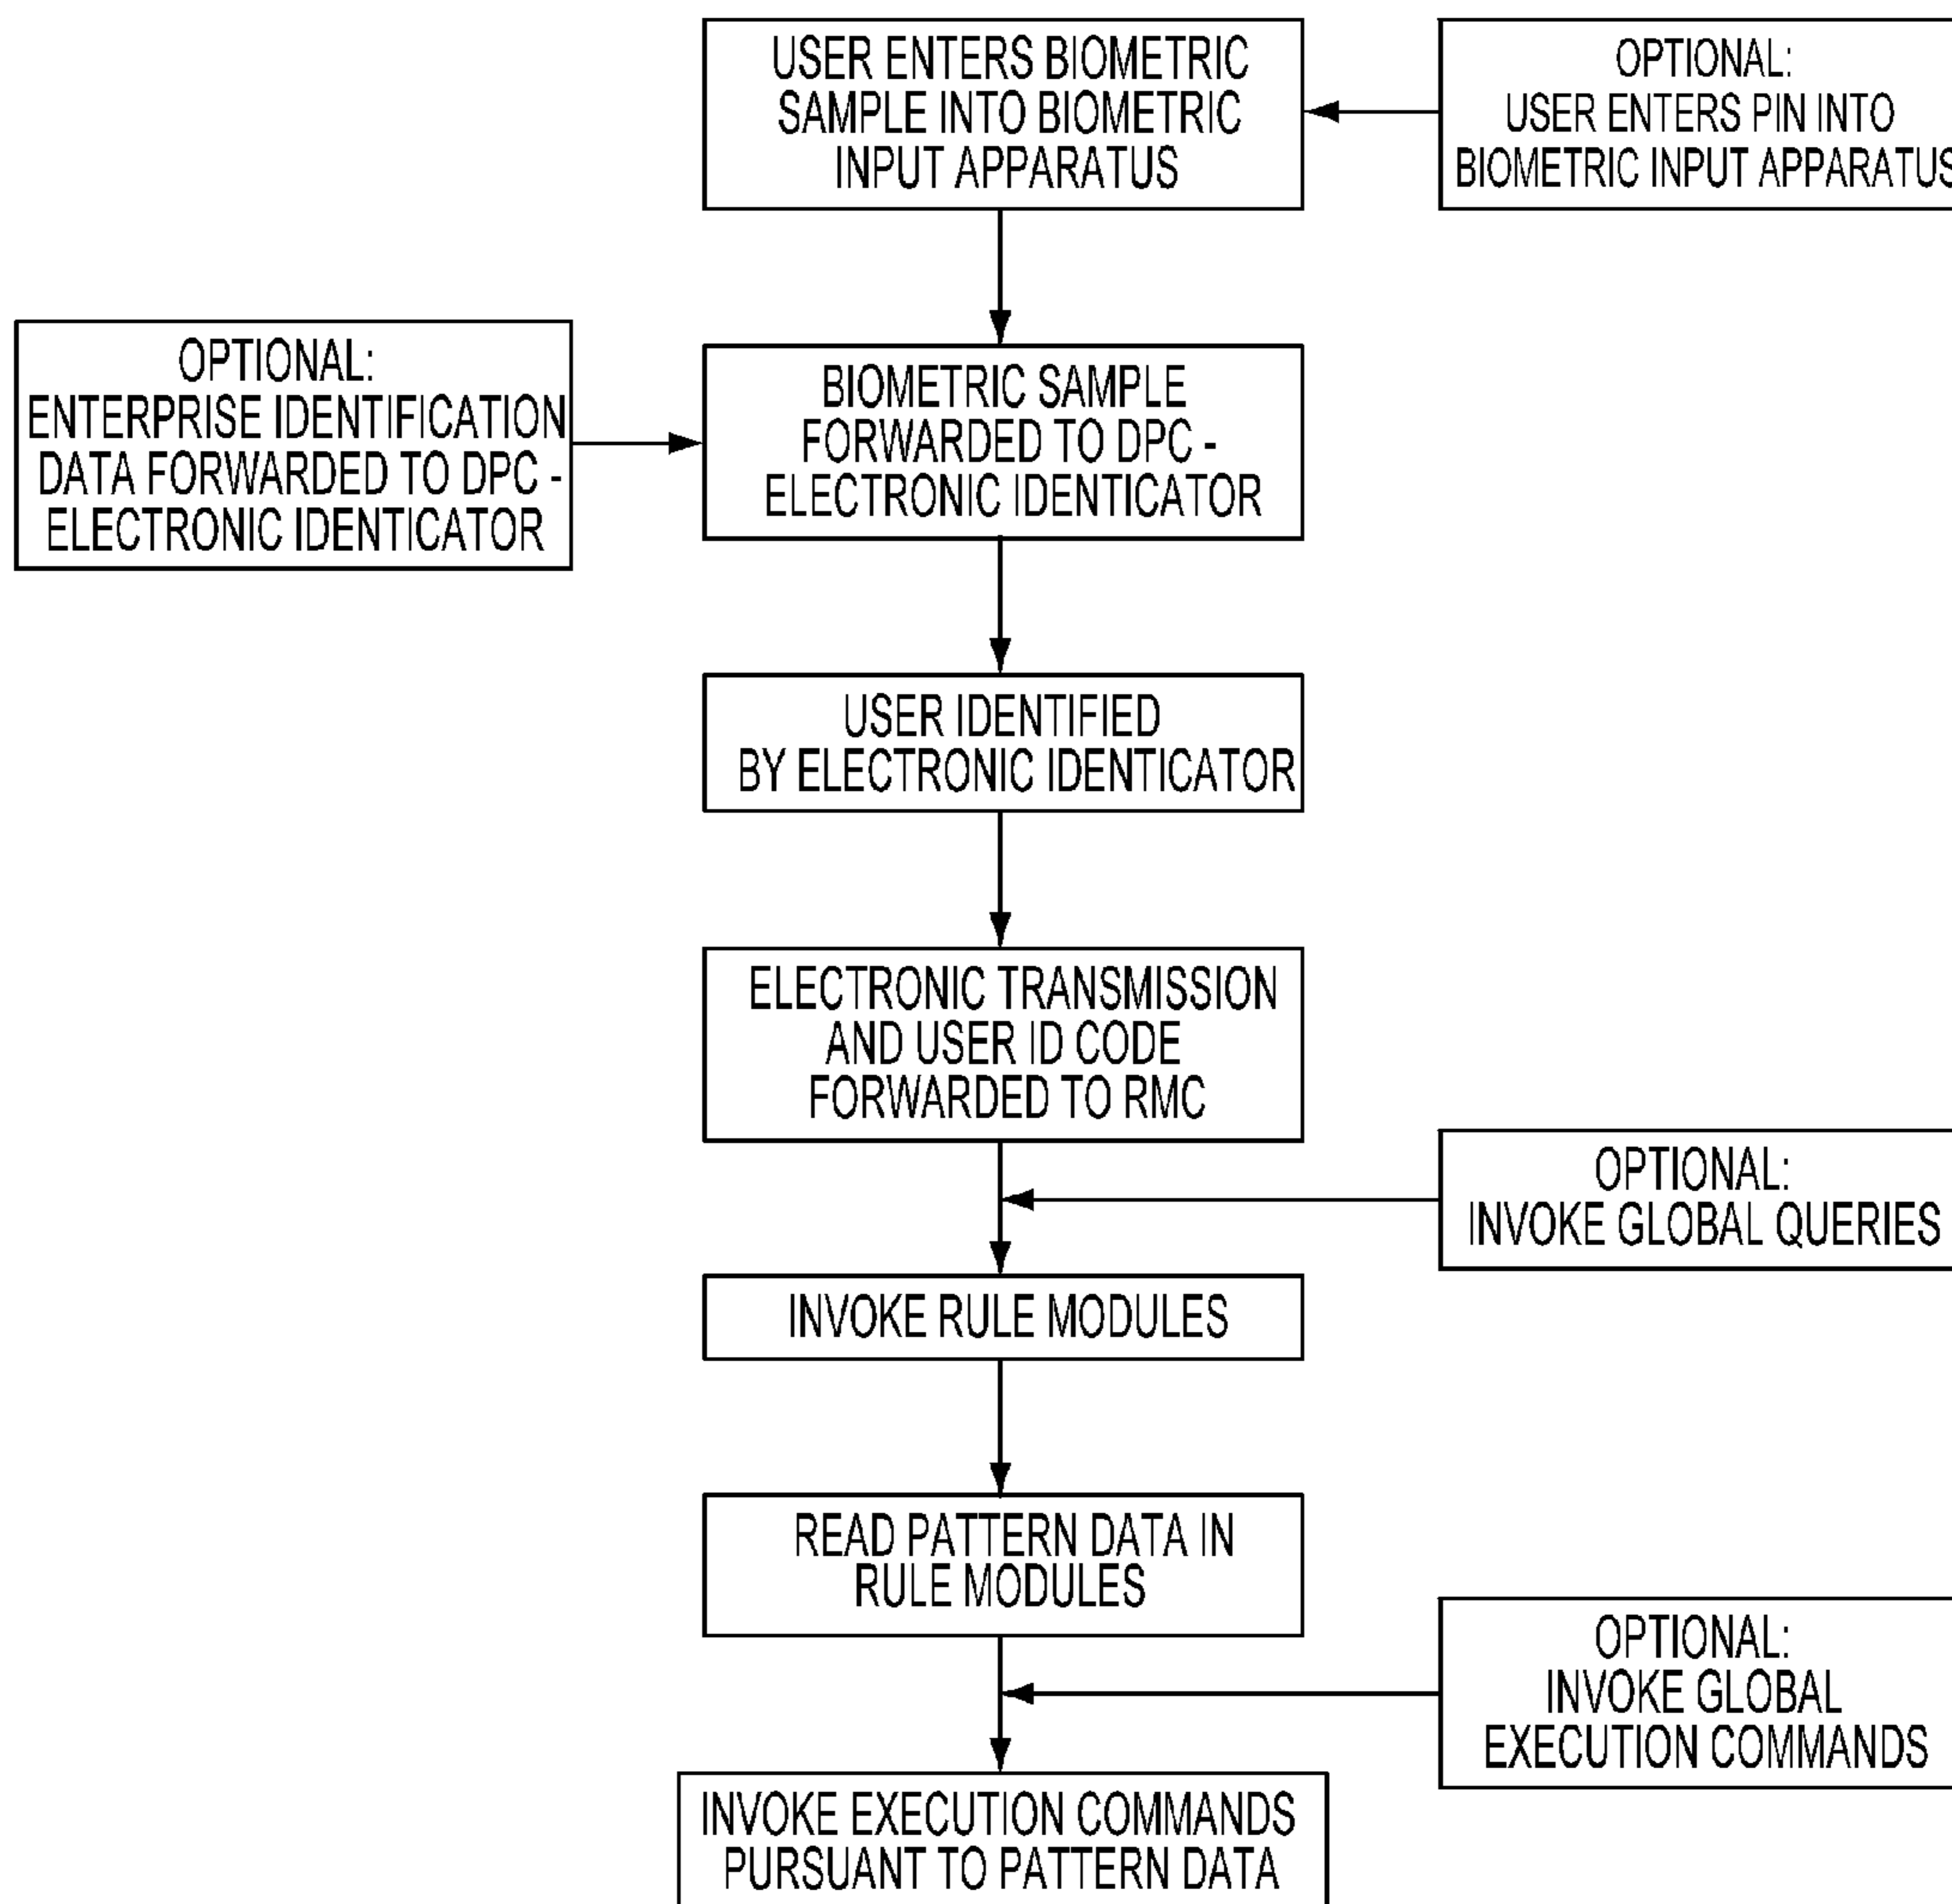 USER ENTERS BIOMETRIC
SAMPLE INTO BIOMETRIC
INPUT APPARATUS
OPTIONAL:
USER ENTERS PIN INTO
BIOMETRIC INPUT APPARATUS
OPTIONAL:
ENTERPRISE IDENTIFICATION
DATA FORWARDED TO DPC -
ELECTRONIC IDENTICATOR
BIOMETRIC SAMPLE
FORWARDED TO DPC -
ELECTRONIC IDENTICATOR
USER IDENTIFIED
BY ELECTRONIC IDENTICATOR
ELECTRONIC TRANSMISSION
AND USER ID CODE
FORWARDED TO RMC
OPTIONAL:
INVOKE GLOBAL QUERIES
INVOKE RULE MODULES
READ PATTERN DATA IN
RULE MODULES
OPTIONAL:
INVOKE GLOBAL
EXECUTION COMMANDS
INVOKE EXECUTION COMMANDS
PURSUANT TO PATTERN DATA